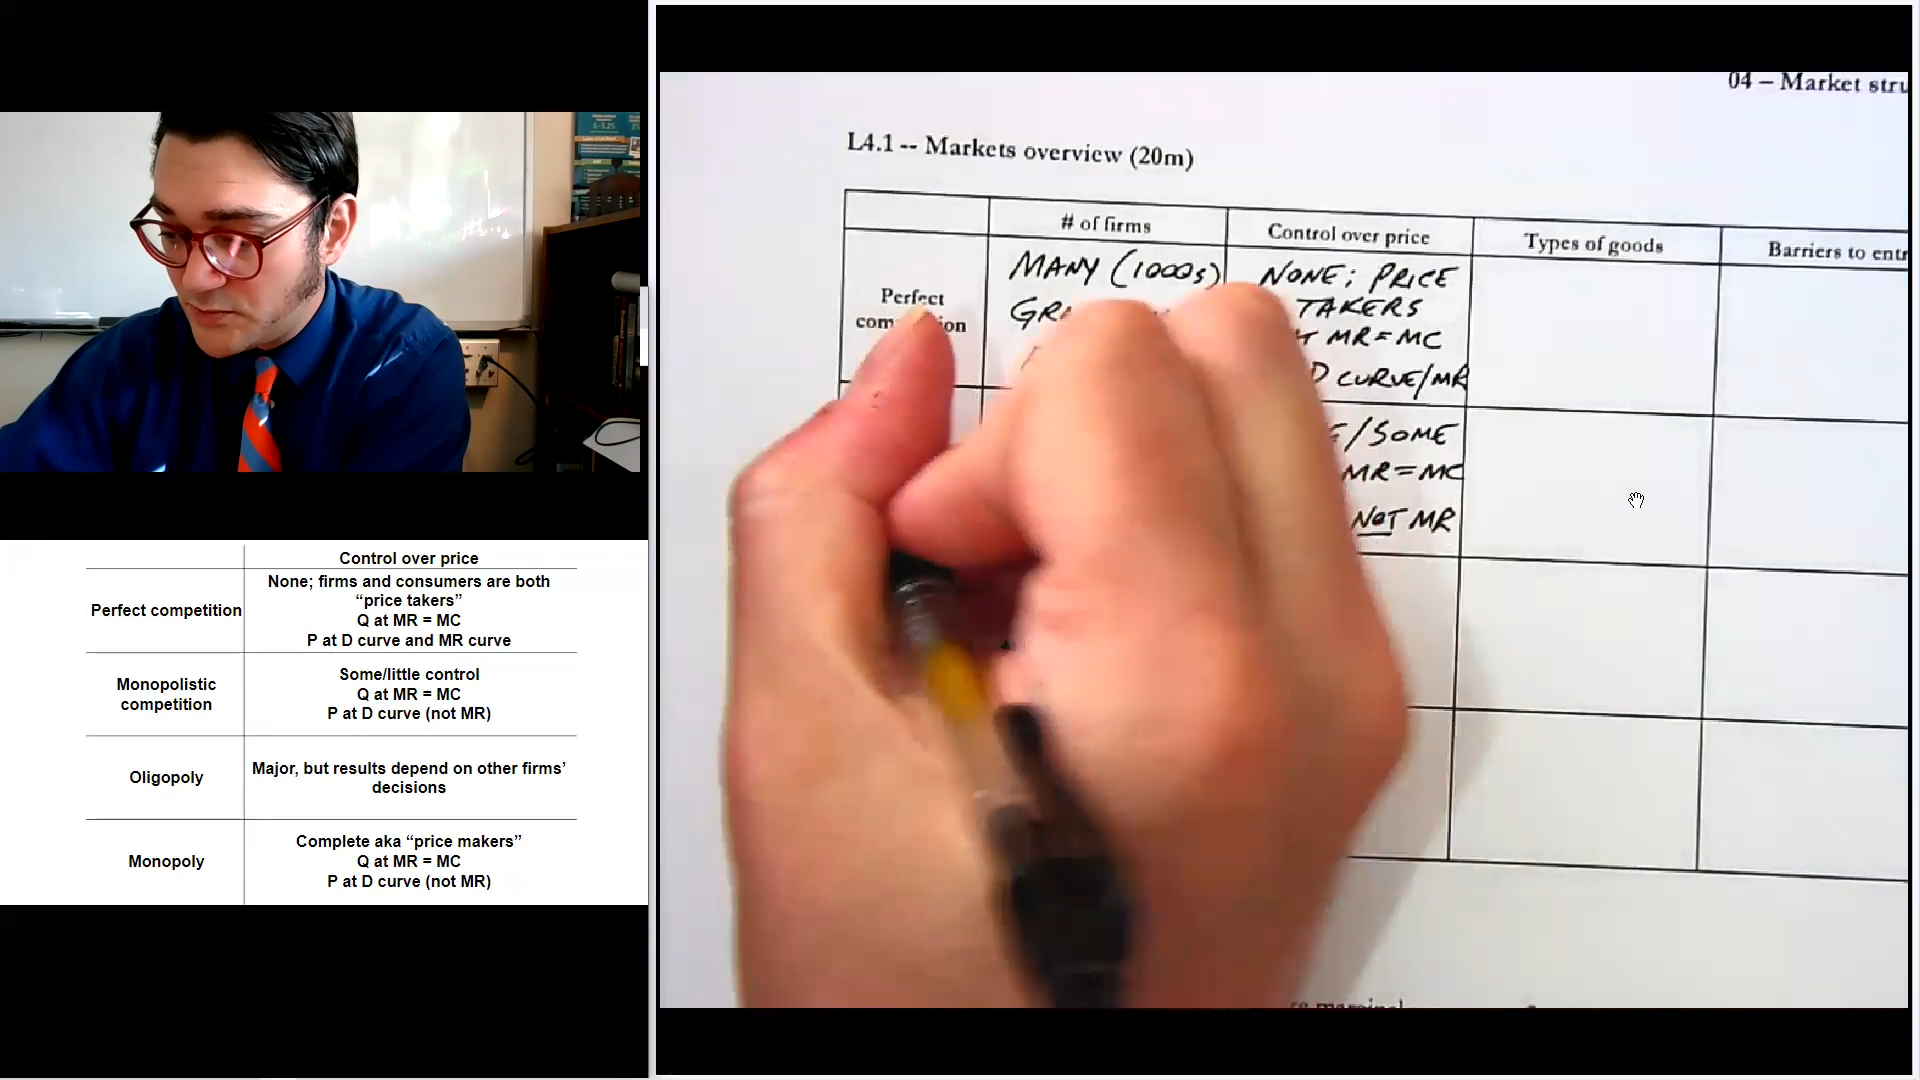 04 – Market stru
L4.1 -- Markets overview (20m)
# of firms
Control over price
Types of goods
Barriers to entr
Perfect
MANY (1000s)
GR
NONE; PRICE
TAKERS
MR = MC
D CURVE/MR
/SOME
MR = MC
NOT MR
Control over price
Perfect competition
None; firms and consumers are both
“price takers”
Q at MR = MC
P at D curve and MR curve
Monopolistic
competition
Some/little control
Q at MR = MC
P at D curve (not MR)
Oligopoly
Major, but results depend on other firms’
decisions
Monopoly
Complete aka “price makers”
Q at MR = MC
P at D curve (not MR)